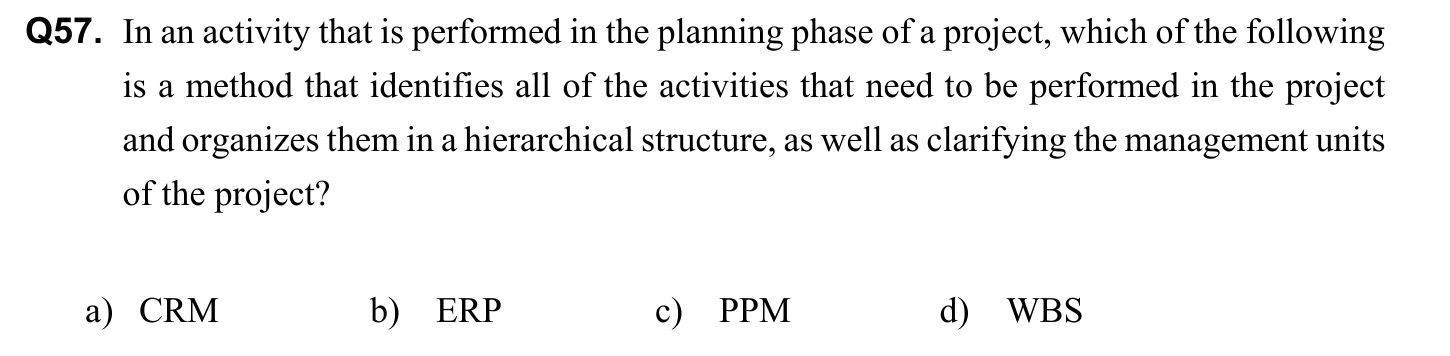 Q57. In an activity that is performed in the planning phase of a project, which of the following
is a method that identifies all of the activities that need to be performed in the project
and organizes them in a hierarchical structure, as well as clarifying the management units
of the project?
a) CRM b) ERP c) PPM d) WBS